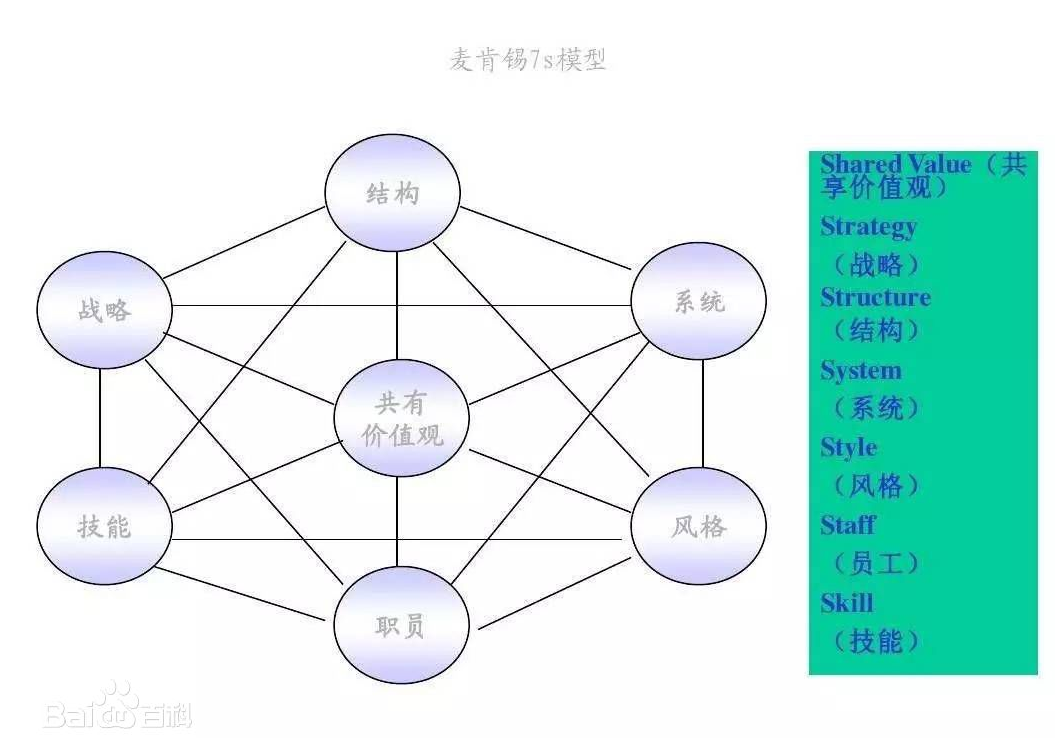 麦肯锡7s模型
结构
战略
系统
共有
价值观
技能
风格
职员
Shared Value（共
享价值观）
Strategy
（战略）
Structure
（结构）
System
（系统）
Style
（风格）
Staff
（员工）
Skill
（技能）
Baidu百科